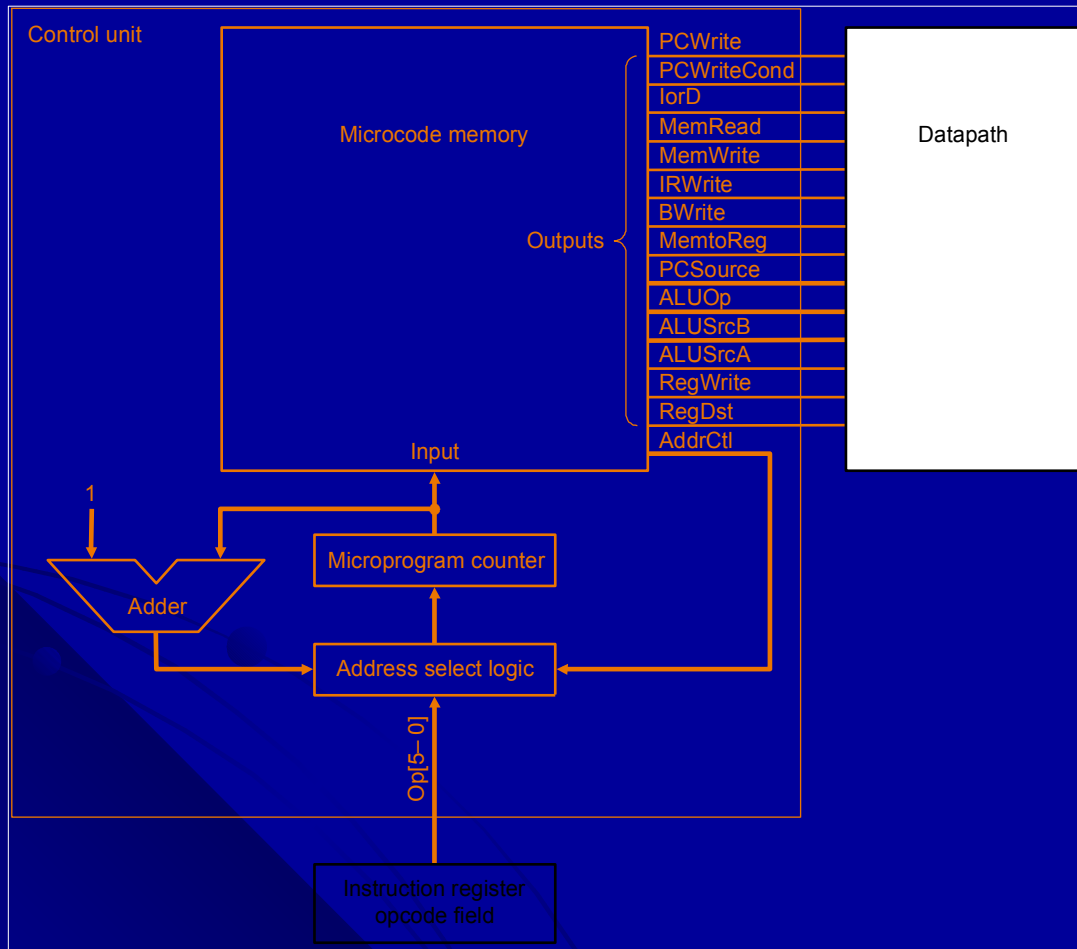 Control unit
PCWrite
PCWriteCond
IorD
MemRead
Microcode memory
Datapath
MemWrite
IRWrite
BWrite
Outputs
MemtoReg
PCSource
ALUOp
ALUSrcB
ALUSrcA
RegWrite
RegDst
AddrCtl
Input
1
Microprogram counter
Adder
Address select logic
Op[5– 0]
Instruction register
opcode field